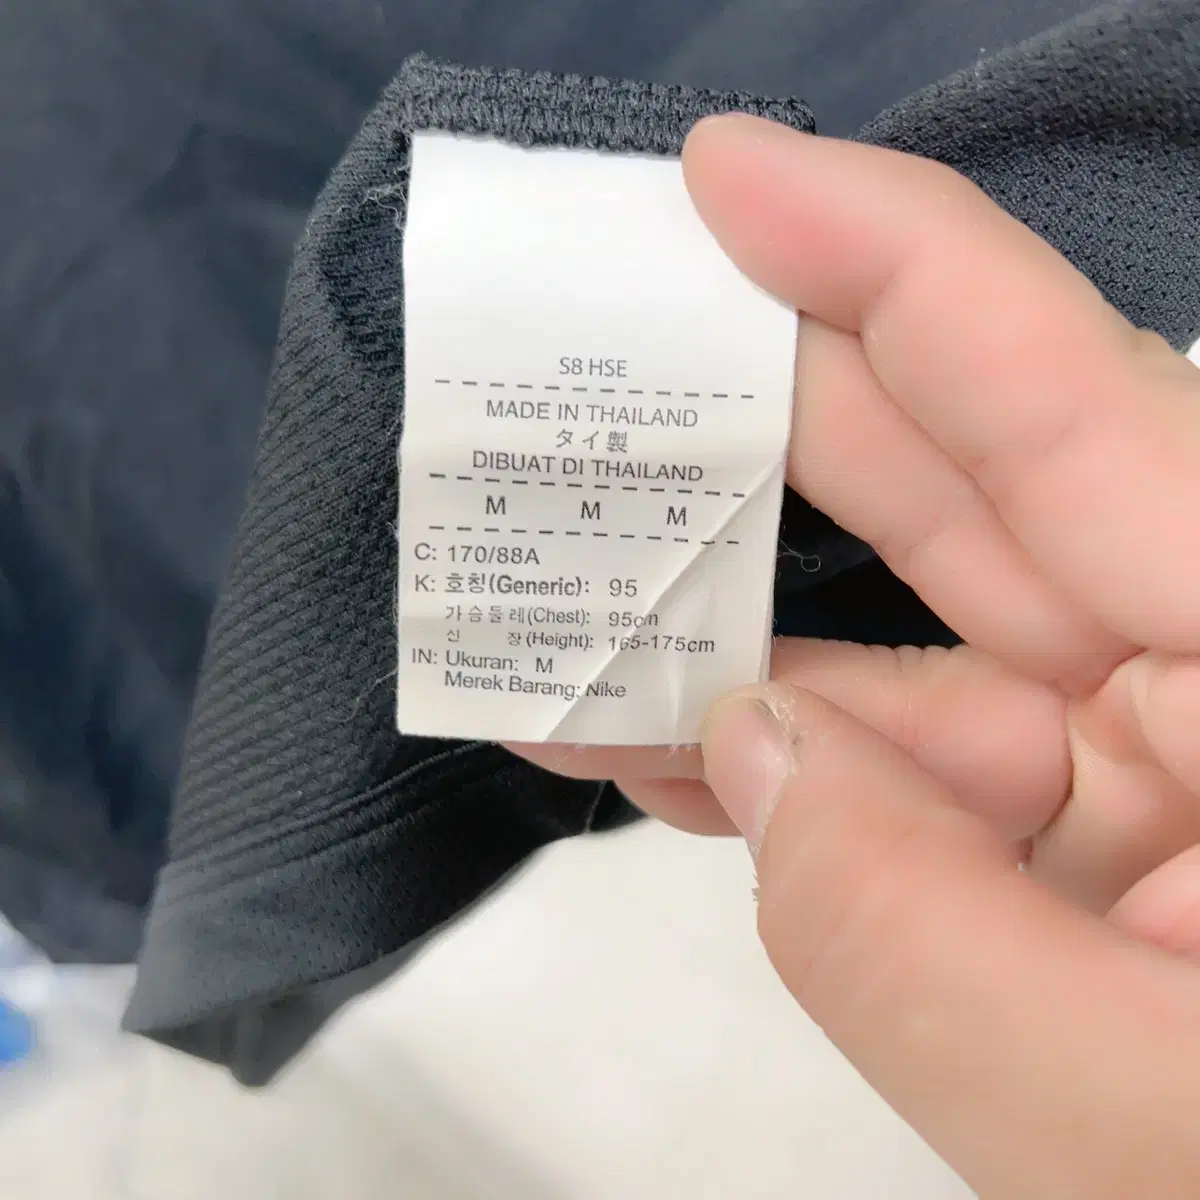 S8 HSE
MADE IN THAILAND
タイ製
DIBUAT DI THAILAND
M M M
C: 170/88A
K: 호칭(Generic): 95
가슴둘레(Chest): 95cm
신 장(Height): 165-175cm
IN: Ukuran: M
Merek Barang: Nike